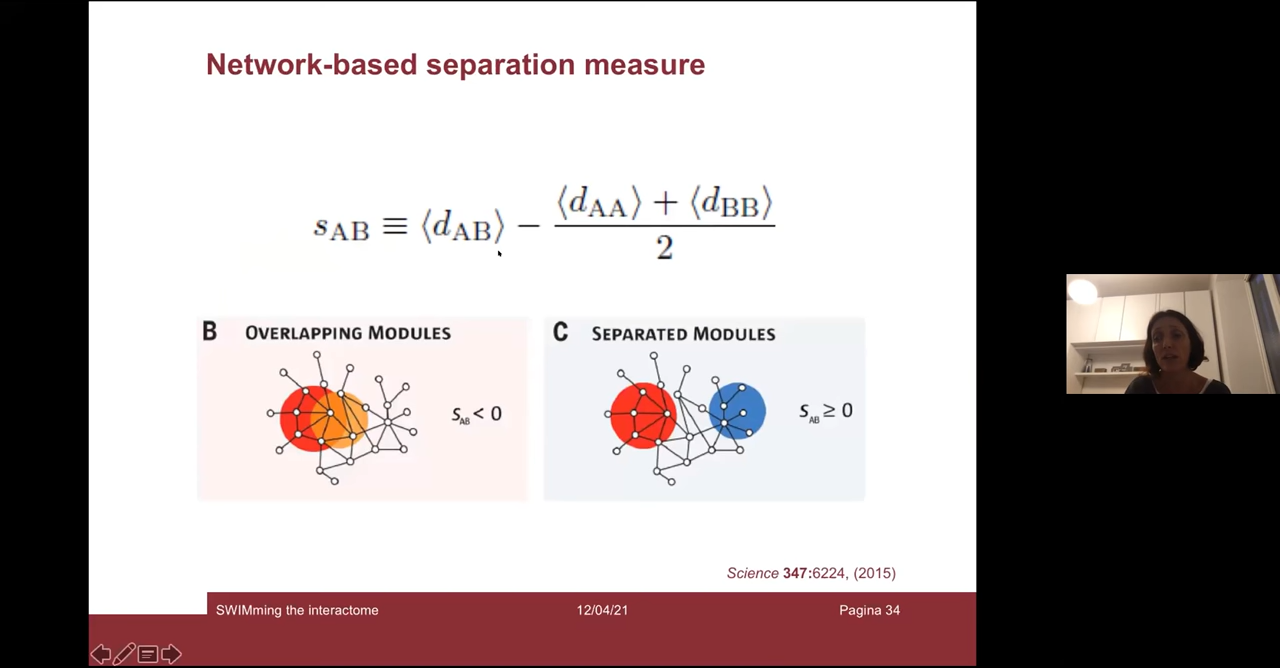 Network-based separation measure
s_AB ≡ ⟨d_AB⟩ − (⟨d_AA⟩ + ⟨d_BB⟩) / 2
B OVERLAPPING MODULES
S_AB < 0
C SEPARATED MODULES
S_AB ≥ 0
Science 347:6224, (2015)
SWIMming the interactome 12/04/21 Pagina 34